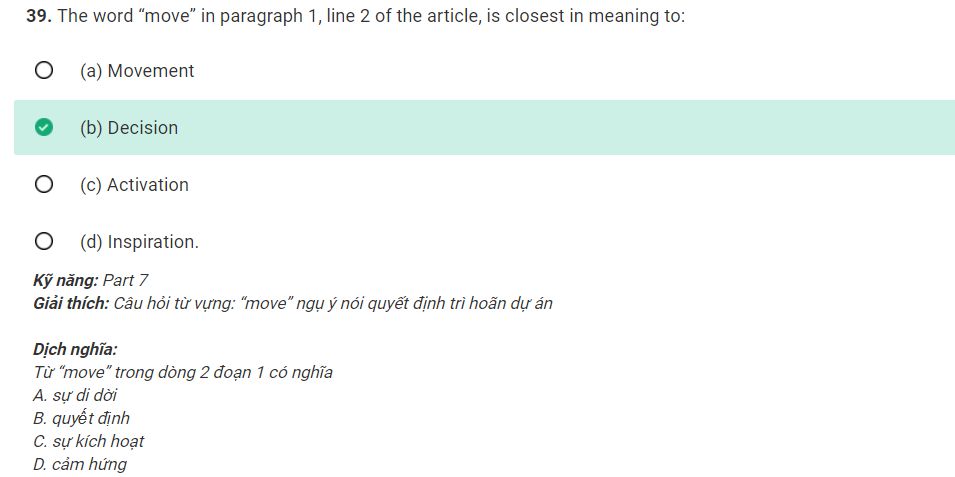 39. The word “move” in paragraph 1, line 2 of the article, is closest in meaning to:
(a) Movement
(b) Decision
(c) Activation
(d) Inspiration.
Kỹ năng: Part 7
Giải thích: Câu hỏi từ vựng: “move” ngụ ý nói quyết định trì hoãn dự án
Dịch nghĩa:
Từ “move” trong dòng 2 đoạn 1 có nghĩa
A. sự di dời
B. quyết định
C. sự kích hoạt
D. cảm hứng